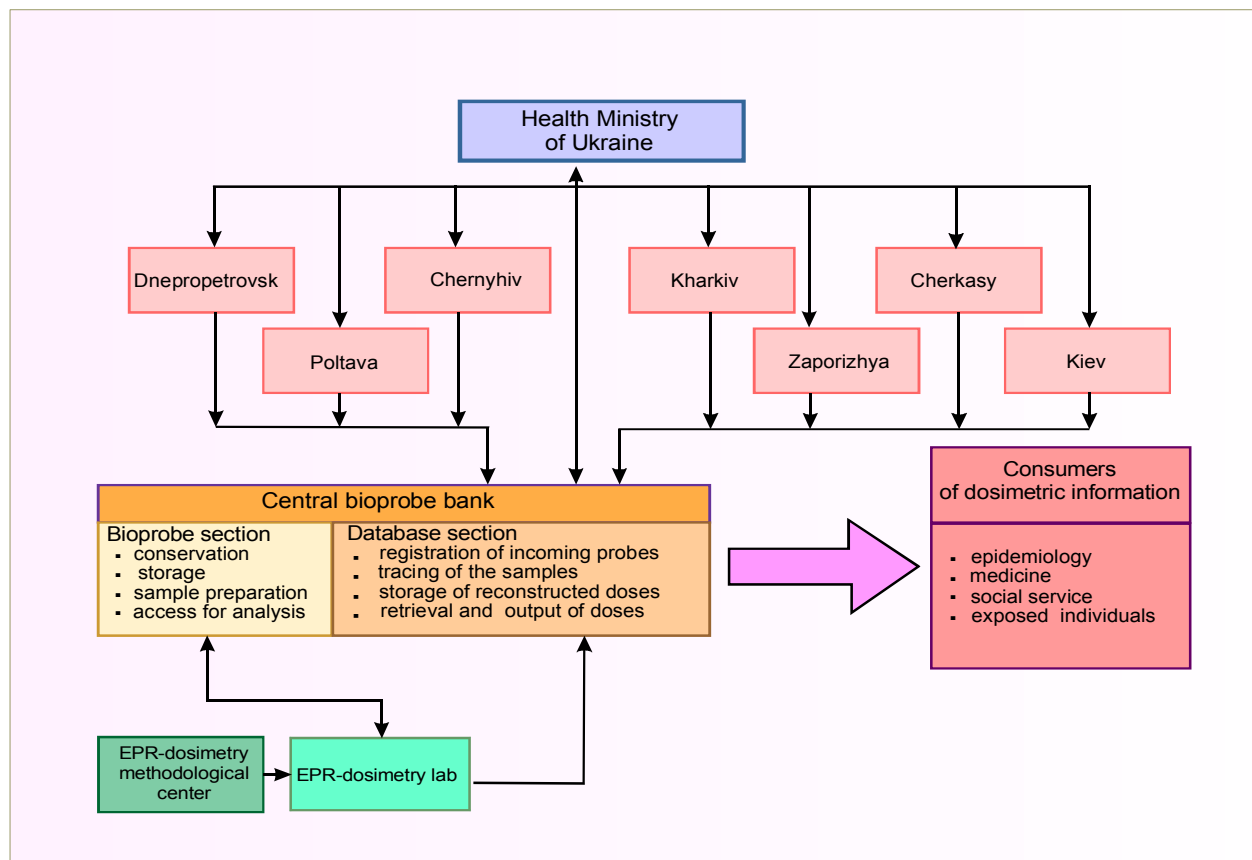 Health Ministry
of Ukraine
Dnepropetrovsk
Chernyhiv
Kharkiv
Cherkasy
Poltava
Zaporizhya
Kiev
Central bioprobe bank
Bioprobe section
▪ conservation
▪ storage
▪ sample preparation
▪ access for analysis
Database section
▪ registration of incoming probes
▪ tracing of the samples
▪ storage of reconstructed doses
▪ retrieval and output of doses
Consumers
of dosimetric information
▪ epidemiology
▪ medicine
▪ social service
▪ exposed individuals
EPR-dosimetry
methodological
center
EPR-dosimetry lab